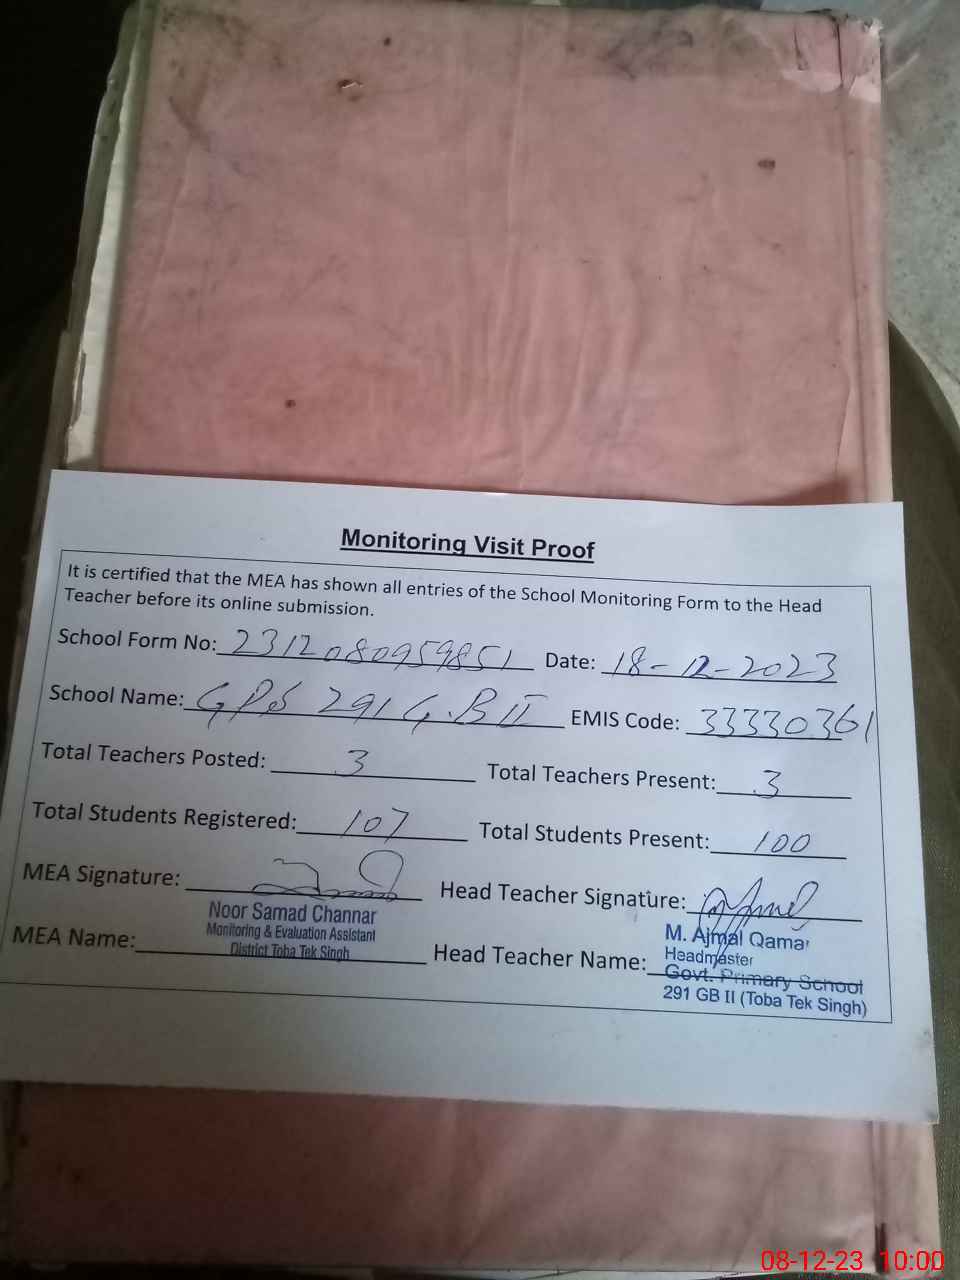 Monitoring Visit Proof
It is certified that the MEA has shown all entries of the School Monitoring Form to the Head
Teacher before its online submission.
School Form No: 2312080959851 Date: 18-12-2023
School Name: GPS 291 G.B II EMIS Code: 33330361
Total Teachers Posted: 3 Total Teachers Present: 3
Total Students Registered: 107 Total Students Present: 100
MEA Signature: Head Teacher Signature:
Noor Samad Channar
Monitoring & Evaluation Assistant
District Toba Tek Singh
MEA Name: Head Teacher Name:
M. Ajmal Qamar
Headmaster
Govt. Primary School
291 GB II (Toba Tek Singh)
08-12-23 10:00